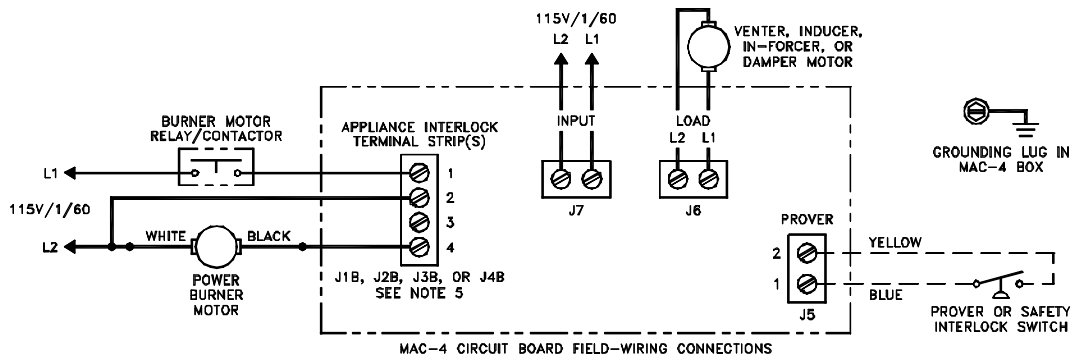 115V/1/60
L2 L1
VENTER, INDUCER,
IN-FORCER, OR
DAMPER MOTOR
BURNER MOTOR
RELAY/CONTACTOR
APPLIANCE INTERLOCK
TERMINAL STRIP(S)
INPUT
LOAD
L2 L1
GROUNDING LUG IN
MAC-4 BOX
L1
1
115V/1/60
2
3
L2
WHITE
BLACK
4
POWER
BURNER
MOTOR
J1B, J2B, J3B, OR J4B
SEE NOTE 5
J7
J6
PROVER
2
YELLOW
1
BLUE
J5
PROVER OR SAFETY
INTERLOCK SWITCH
MAC-4 CIRCUIT BOARD FIELD-WIRING CONNECTIONS